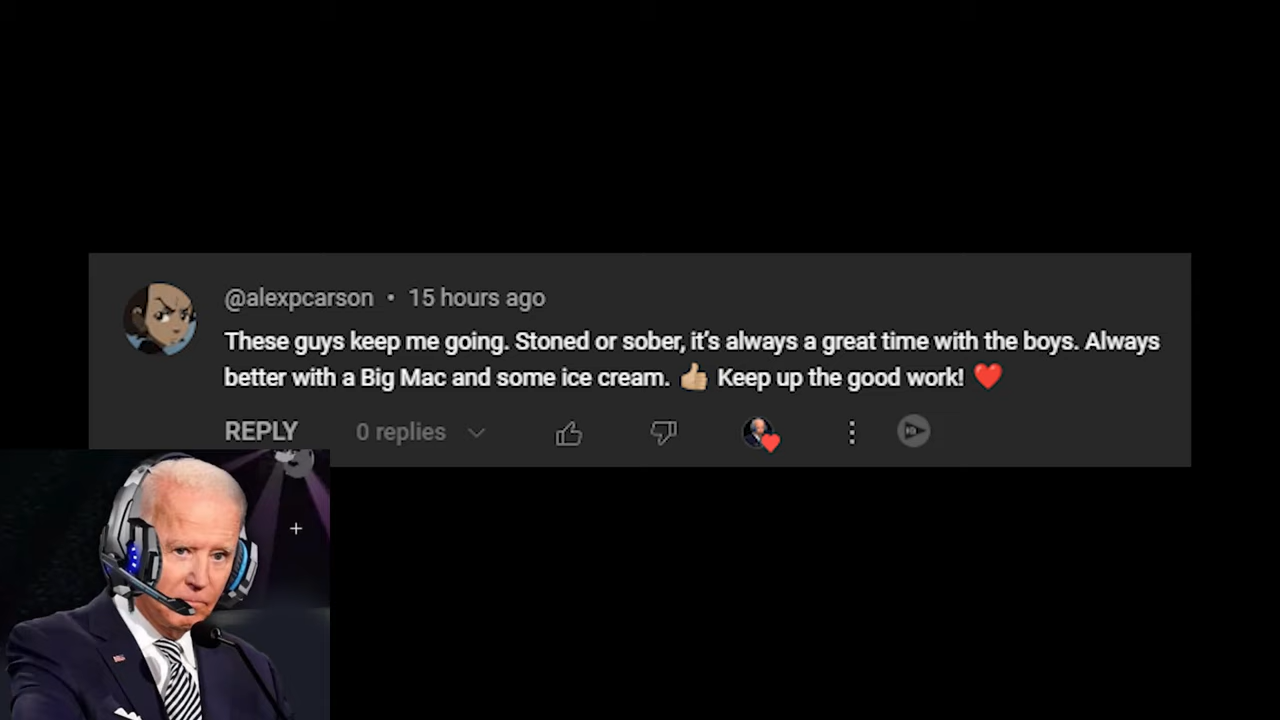 @alexpcarson • 15 hours ago
These guys keep me going. Stoned or sober, it's always a great time with the boys. Always
better with a Big Mac and some ice cream. 👍🏼 Keep up the good work! ❤️
REPLY 0 replies